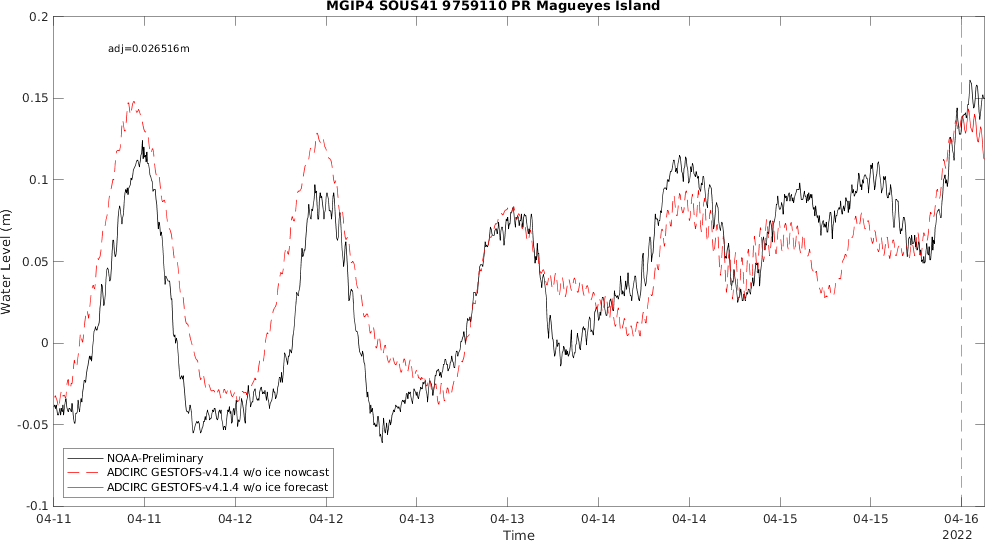 MGIP4 SOUS41 9759110 PR Magueyes Island
adj=0.026516m
0.2
0.15
0.1
0.05
0
-0.05
-0.1
Water Level (m)
NOAA-Preliminary
ADCIRC GESTOFS-v4.1.4 w/o ice nowcast
ADCIRC GESTOFS-v4.1.4 w/o ice forecast
04-11 04-11 04-12 04-12 04-13 04-13 04-14 04-14 04-15 04-15 04-16
Time 2022